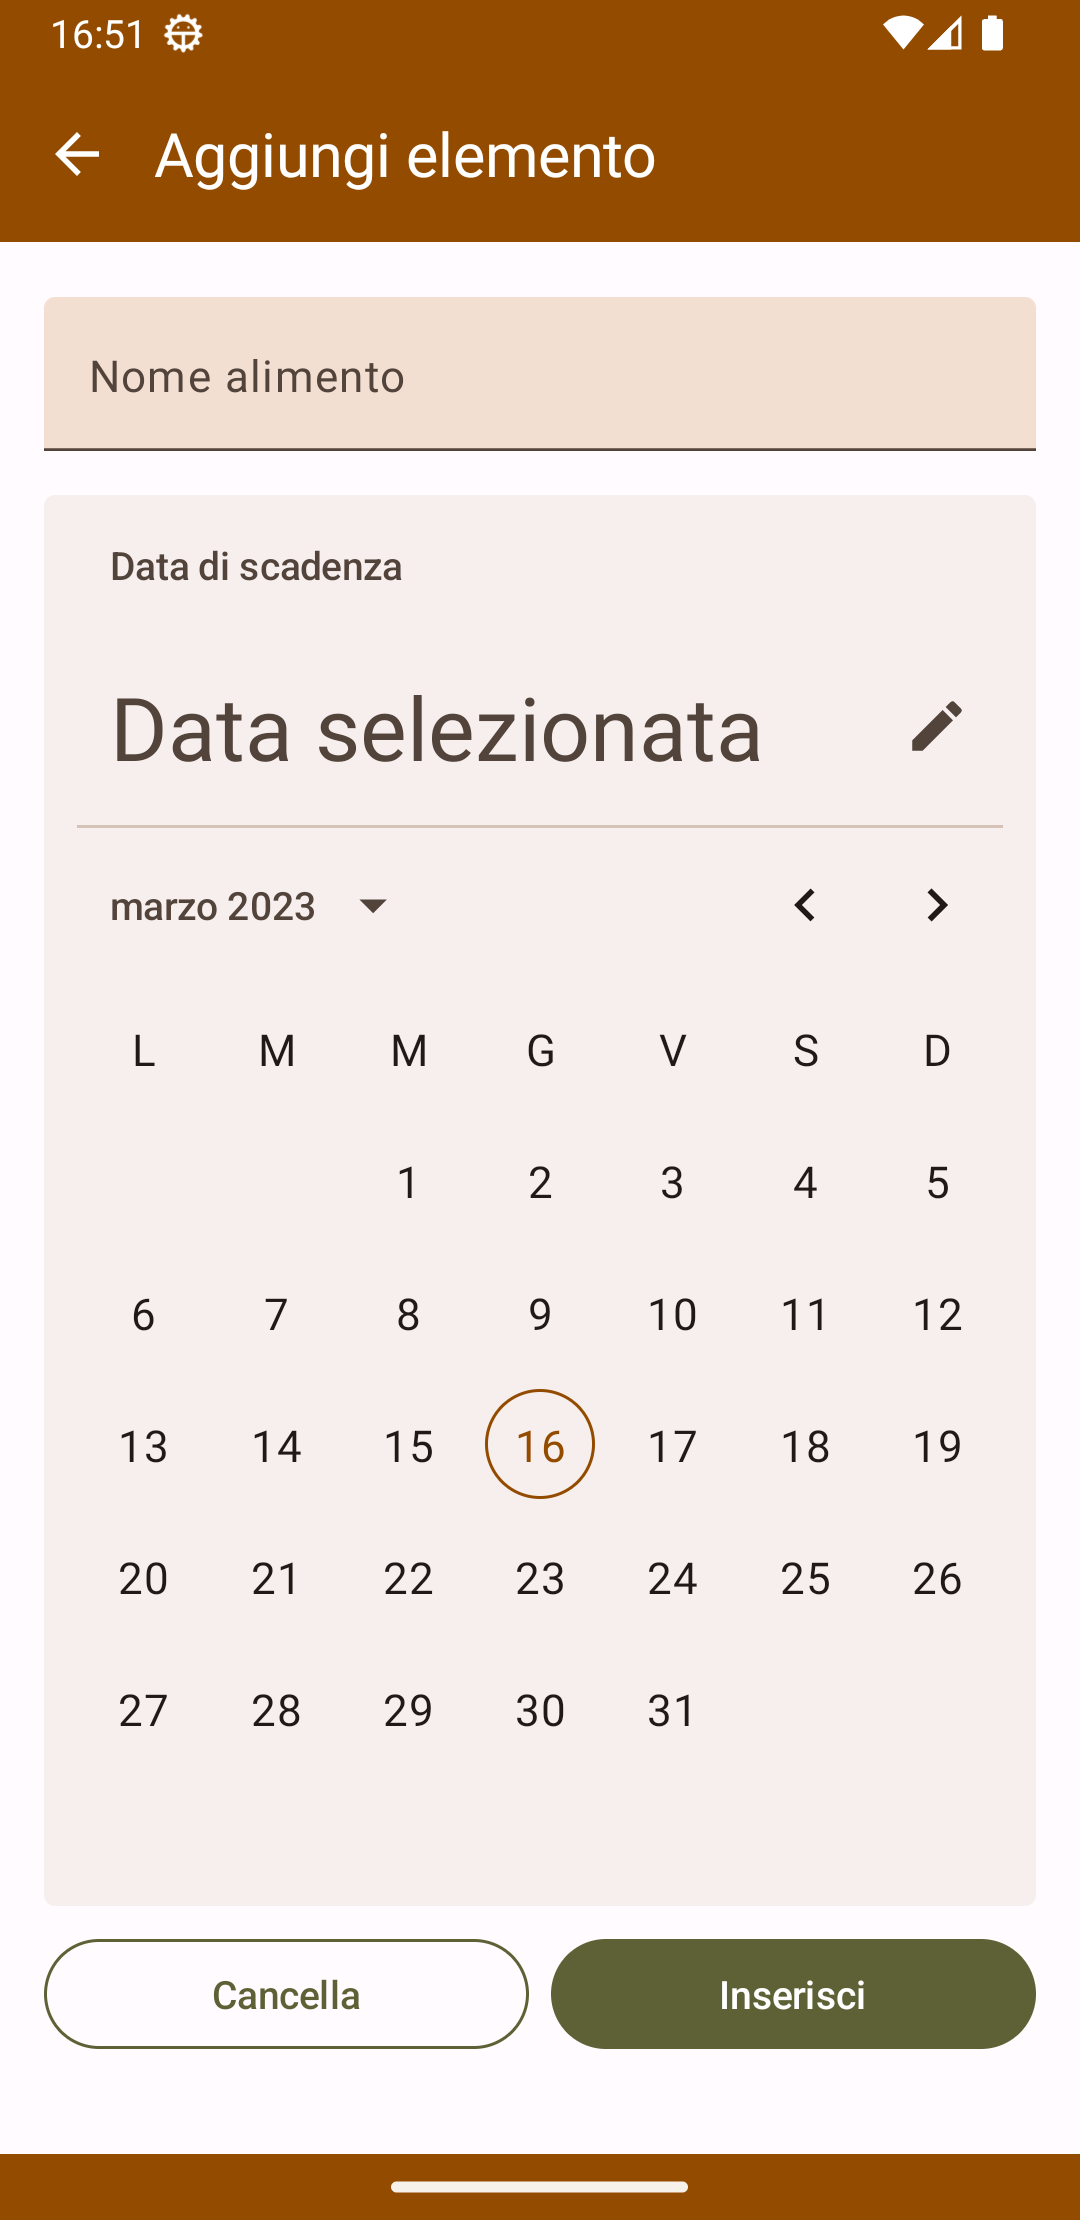 16:51
Aggiungi elemento
Nome alimento
Data di scadenza
Data selezionata
marzo 2023
L M M G V S D
1 2 3 4 5
6 7 8 9 10 11 12
13 14 15 16 17 18 19
20 21 22 23 24 25 26
27 28 29 30 31
Cancella Inserisci